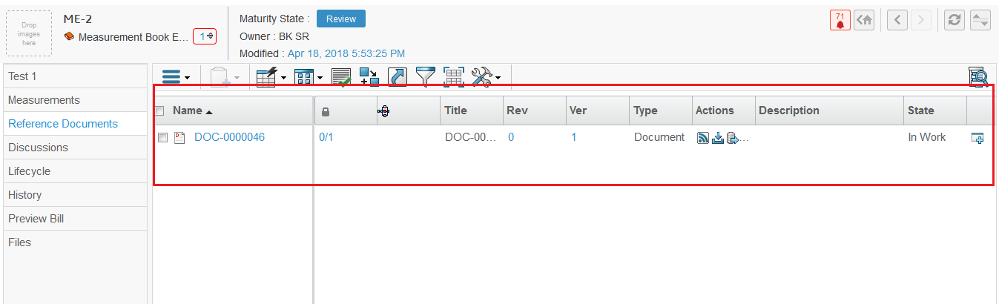 Drop
images
here
ME-2
Measurement Book E... 1
Maturity State : Review
Owner : BK SR
Modified : Apr 18, 2018 5:53:25 PM
71
Test 1
Measurements
Reference Documents
Discussions
Lifecycle
History
Preview Bill
Files
Name Title Rev Ver Type Actions Description State
DOC-0000046 0/1 DOC-00... 0 1 Document ... In Work